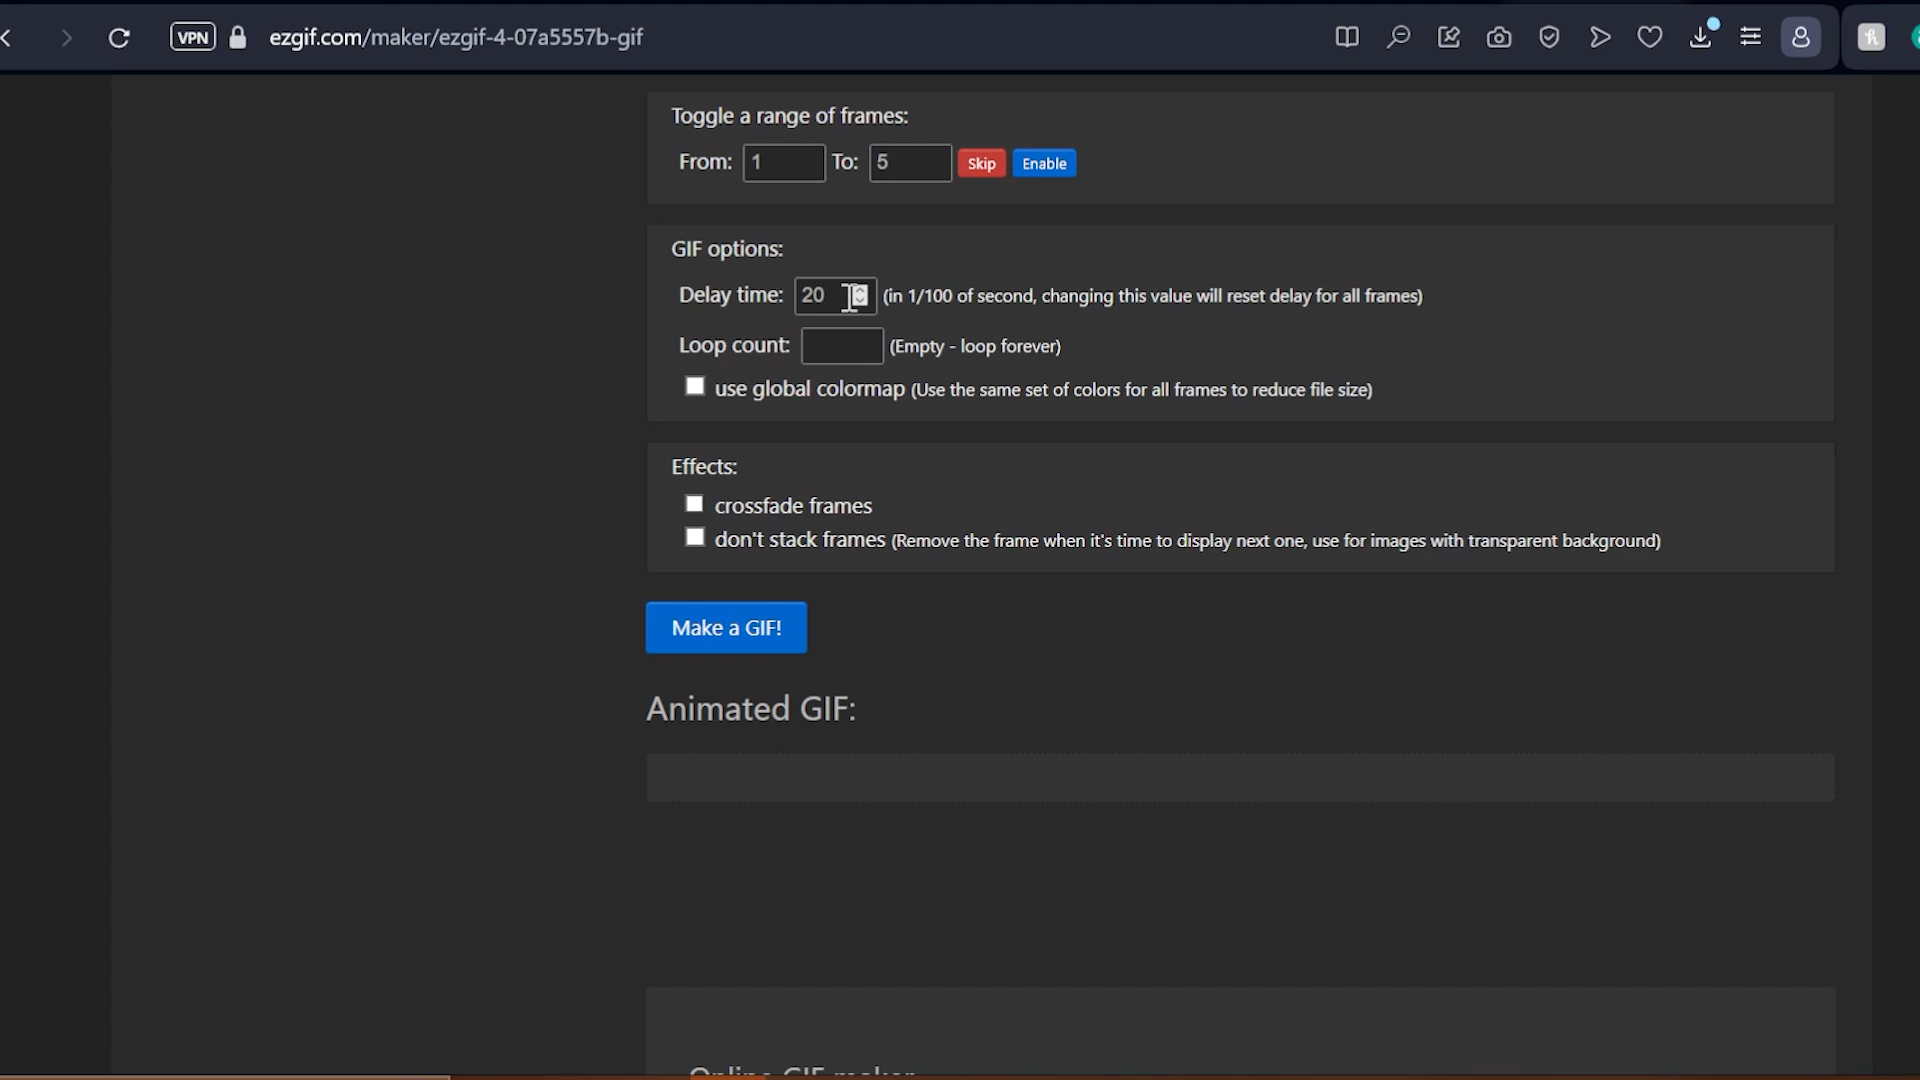 VPN ezgif.com/maker/ezgif-4-07a5557b-gif
Toggle a range of frames:
From: 1 To: 5 Skip Enable
GIF options:
Delay time: 20 (in 1/100 of second, changing this value will reset delay for all frames)
Loop count: (Empty - loop forever)
use global colormap (Use the same set of colors for all frames to reduce file size)
Effects:
crossfade frames
don't stack frames (Remove the frame when it's time to display next one, use for images with transparent background)
Make a GIF!
Animated GIF:
Online GIF maker